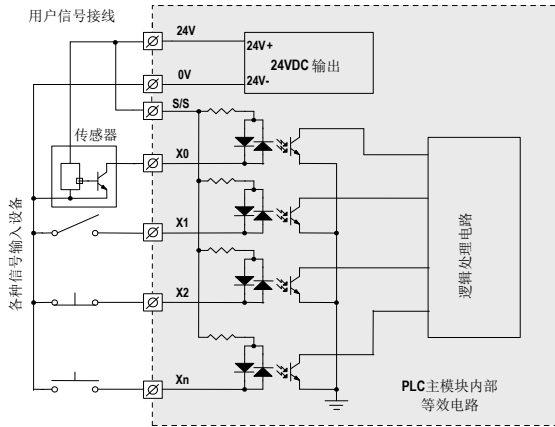 用户信号接线
24V
24V+
24VDC 输出
0V
24V-
S/S
传感器
X0
X1
X2
Xn
各种信号输入设备
逻辑处理电路
PLC主模块内部
等效电路